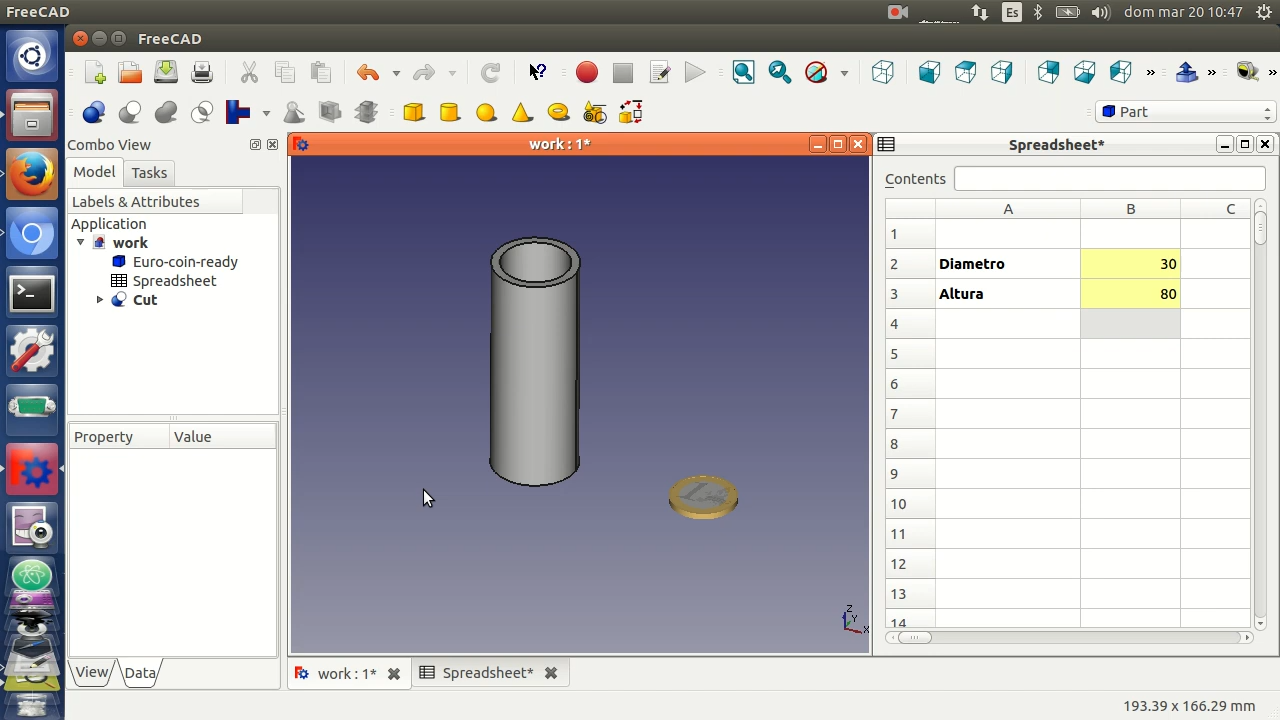 FreeCAD
Es
dom mar 20 10:47
FreeCAD
Part
Combo View
work : 1*
Spreadsheet*
Model
Tasks
Contents
Labels & Attributes
A
B
C
Application
work
Euro-coin-ready
Spreadsheet
Cut
1
2
Diametro
30
3
Altura
80
4
5
6
7
8
9
10
11
12
13
14
Property
Value
Z
Y
X
View
Data
work : 1*
Spreadsheet*
193.39 x 166.29 mm